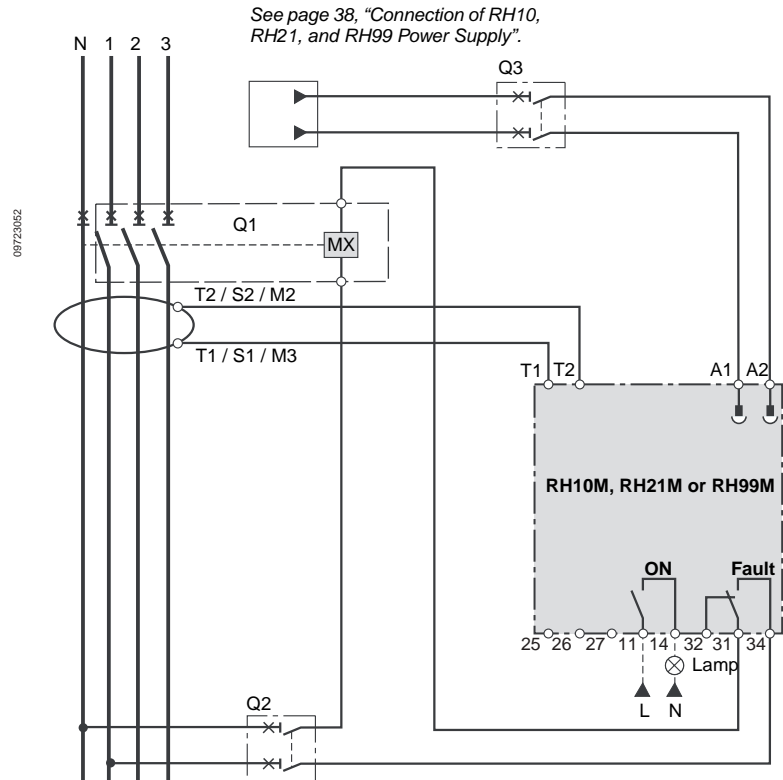 See page 38, “Connection of RH10,
RH21, and RH99 Power Supply”.
N 1 2 3
Q3
09723052
Q1
MX
T2 / S2 / M2
T1 / S1 / M3
T1 T2 A1 A2
RH10M, RH21M or RH99M
ON Fault
25 26 27 11 14 32 31 34
Lamp
L N
Q2